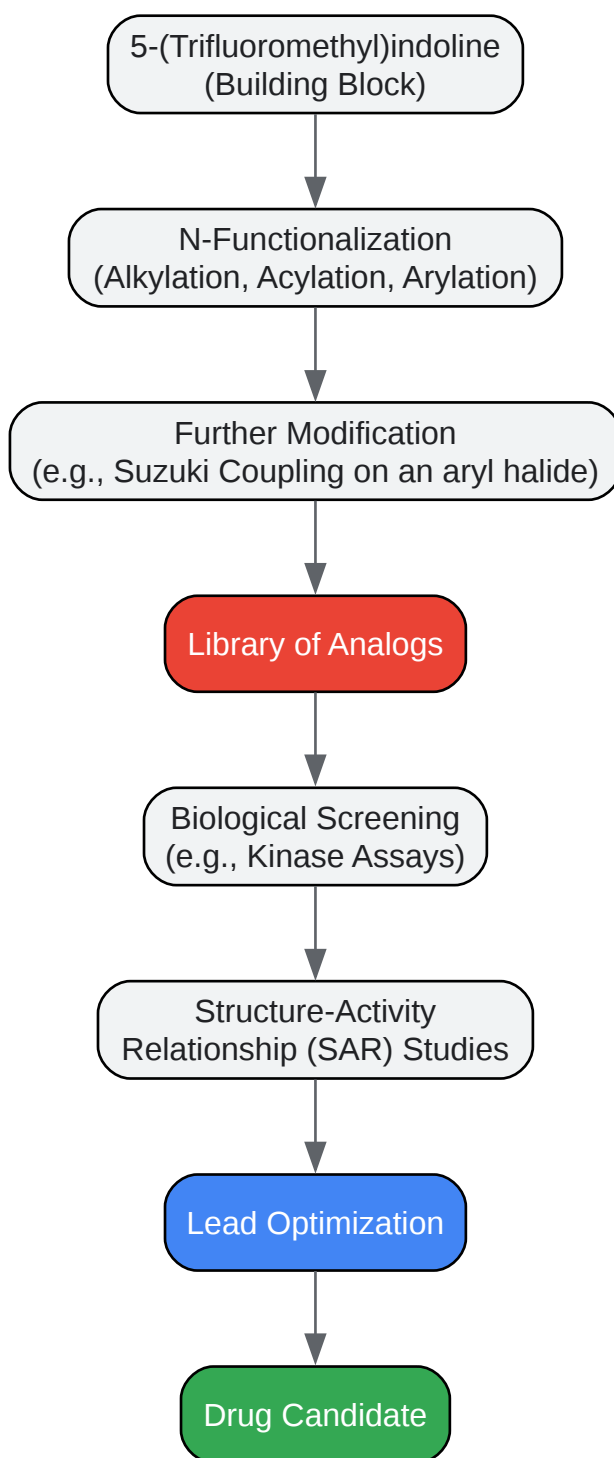 5-(Trifluoromethyl)indoline
(Building Block)
N-Functionalization
(Alkylation, Acylation, Arylation)
Further Modification
(e.g., Suzuki Coupling on an aryl halide)
Library of Analogs
Biological Screening
(e.g., Kinase Assays)
Structure-Activity
Relationship (SAR) Studies
Lead Optimization
Drug Candidate